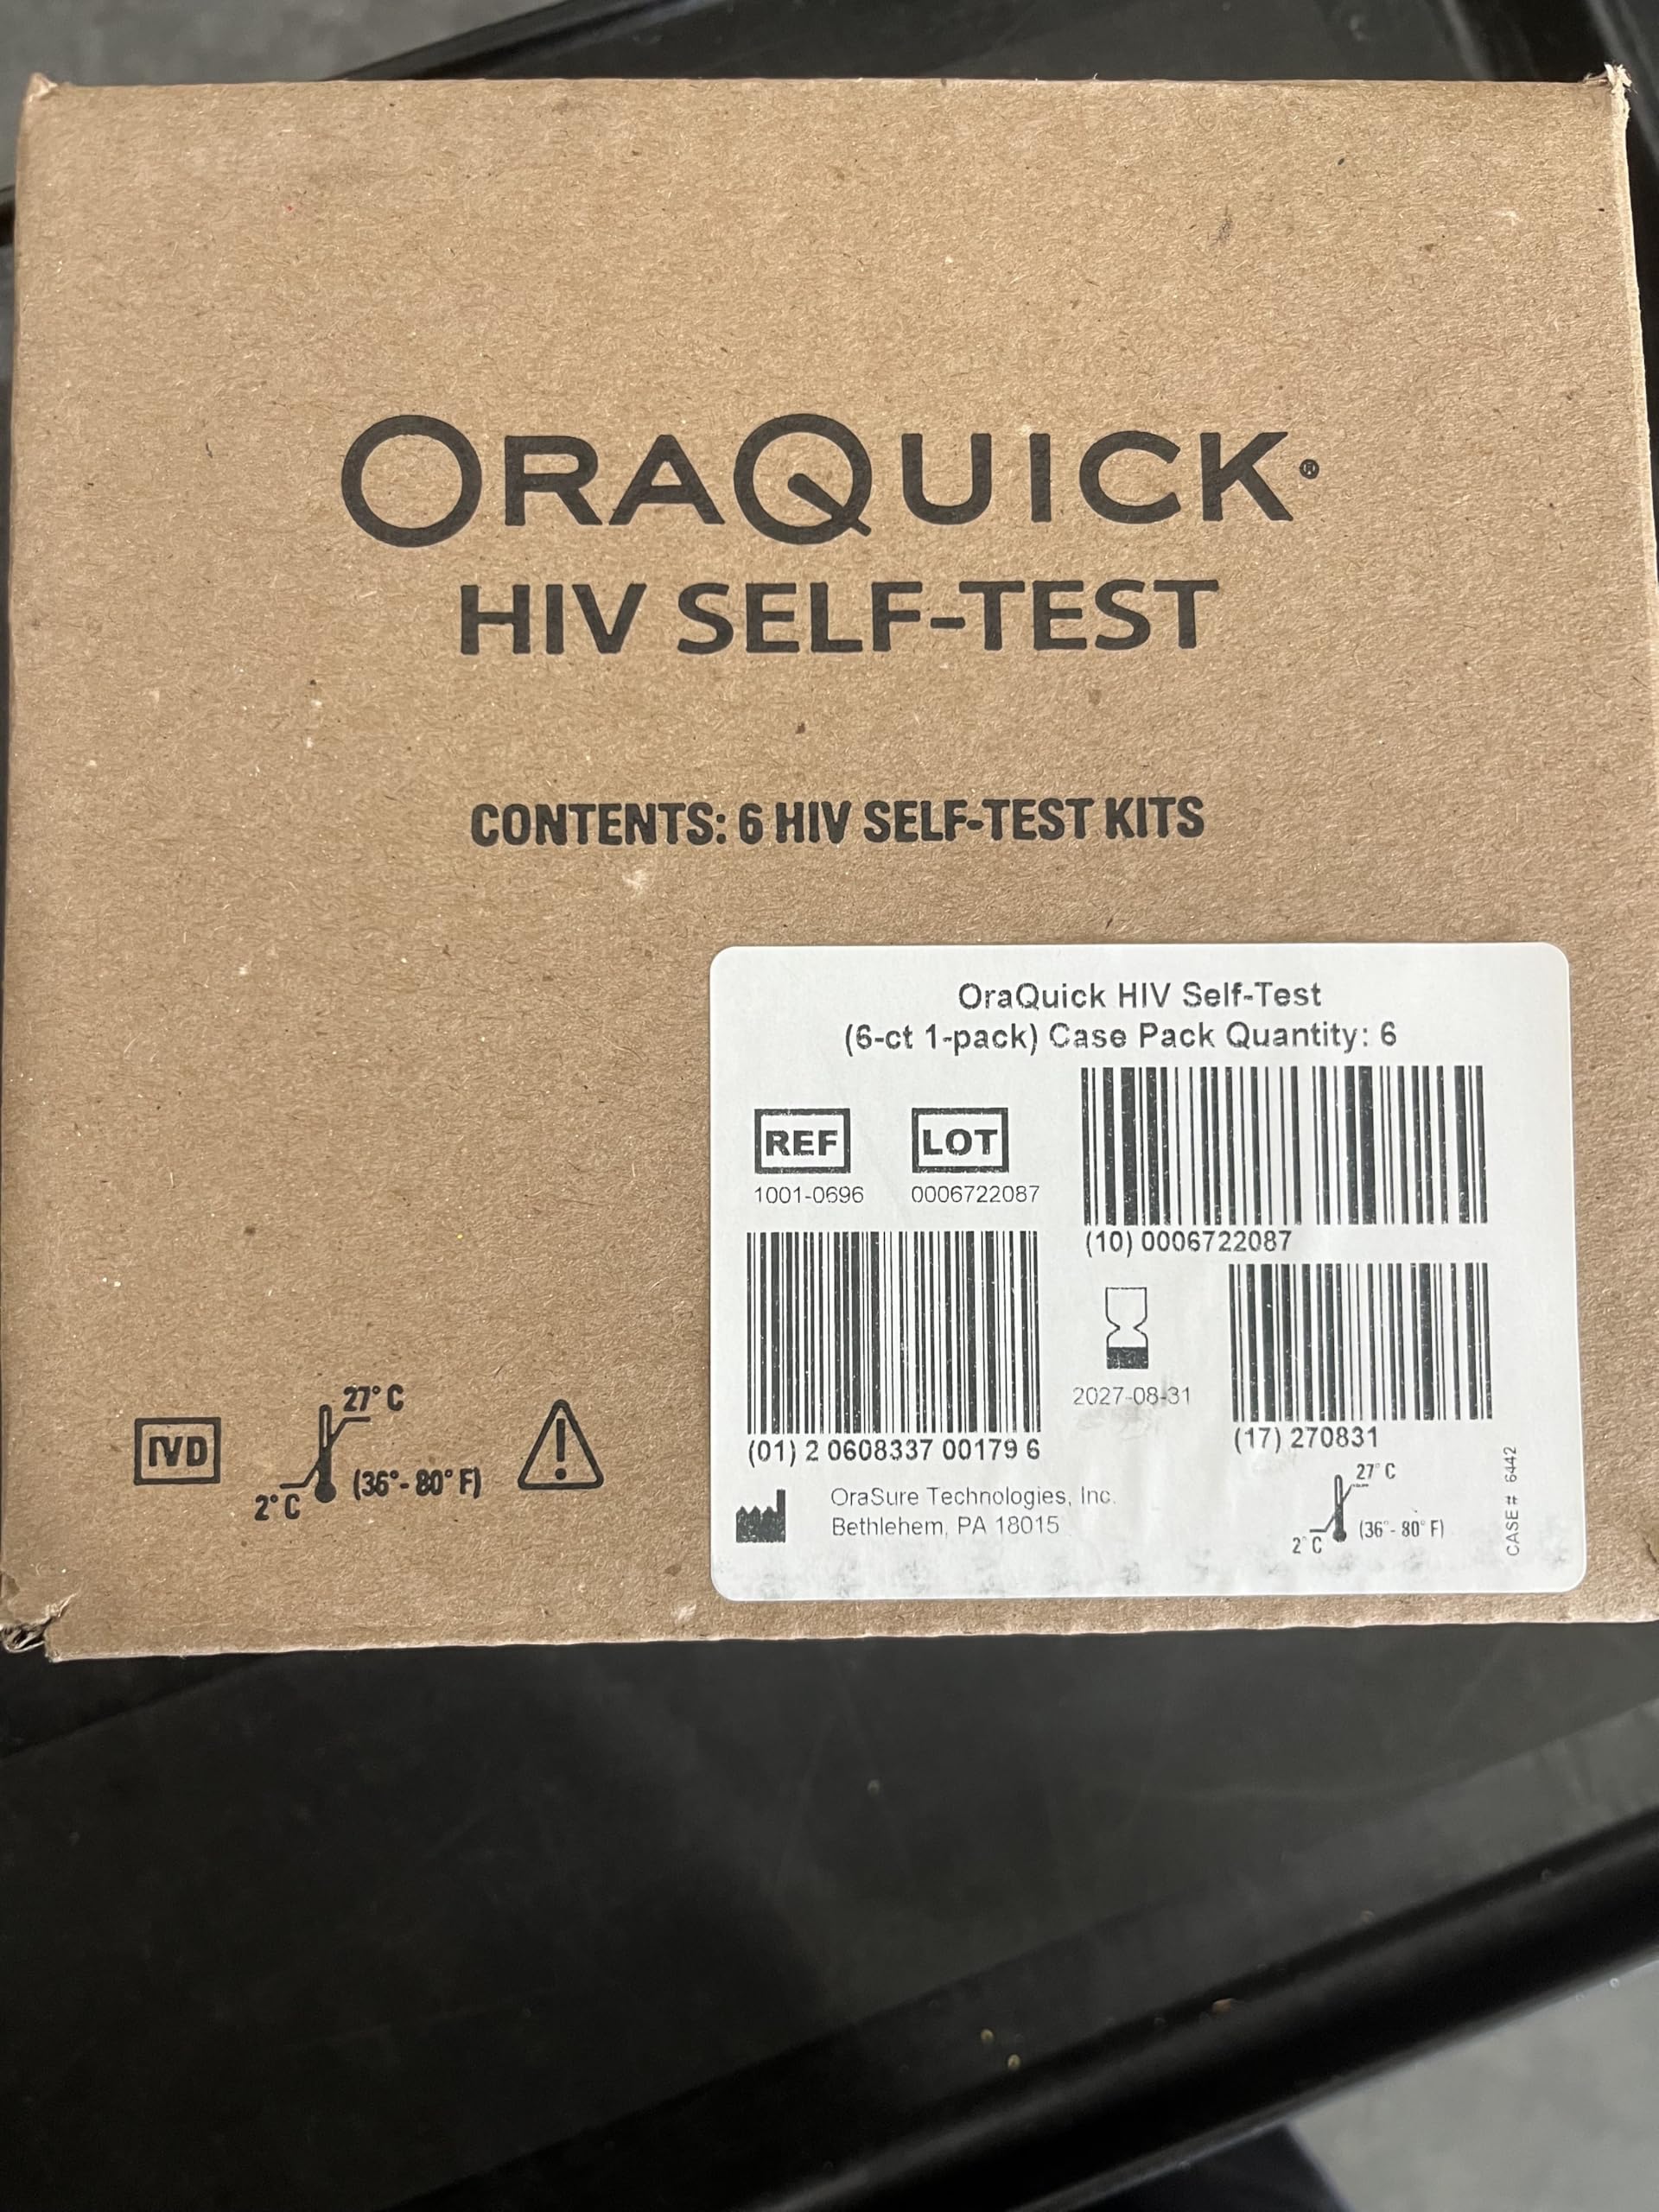 ORAQUICK®
HIV SELF-TEST
CONTENTS: 6 HIV SELF-TEST KITS
OraQuick HIV Self-Test
(6-ct 1-pack) Case Pack Quantity: 6
REF LOT
1001-0696 0006722087
(10) 0006722087
2027-08-31
(01) 2 0608337 00179 6
(17) 270831
OraSure Technologies, Inc.
Bethlehem, PA 18015
27°C
2°C (36°- 80° F)
CASE # 6442
IVD
27°C
2°C (36°- 80° F)